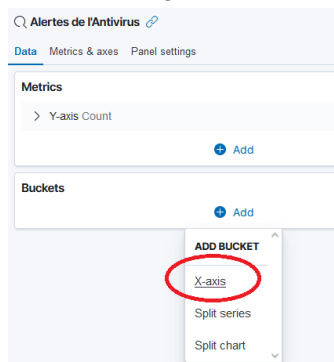 Alertes de l'Antivirus
Data Metrics & axes Panel settings
Metrics
Y-axis Count
Add
Buckets
Add
ADD BUCKET
X-axis
Split series
Split chart